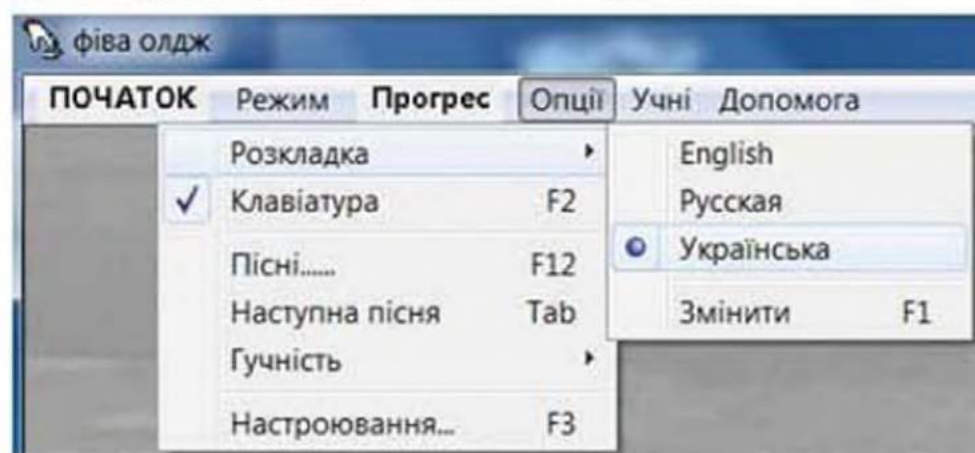 фіва олдж
ПОЧАТОК Режим Прогрес Опції Учні Допомога
Розкладка
Клавіатура F2
Пісні...... F12
Наступна пісня Tab
Гучність
Настроювання... F3
English
Русская
Українська
Змінити F1